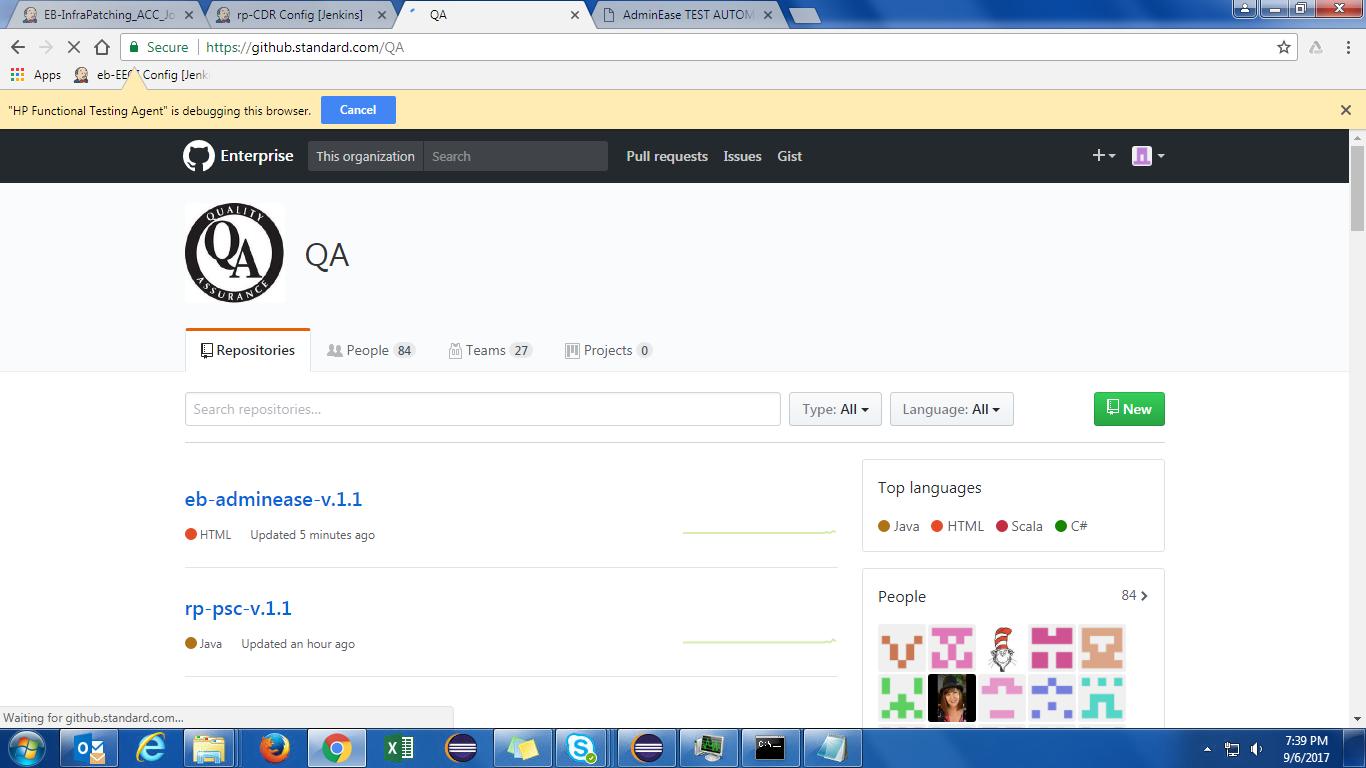 EB-InfraPatching_ACC_Jo
rp-CDR Config [Jenkins]
QA
AdminEase TEST AUTOM
Secure
https://github.standard.com/QA
Apps
eb-EECI Config [Jenki
"HP Functional Testing Agent" is debugging this browser.
Cancel
Enterprise
This organization
Search
Pull requests
Issues
Gist
QUALITY
QA
ASSURANCE
QA
Repositories
People 84
Teams 27
Projects 0
Search repositories...
Type: All
Language: All
New
eb-adminease-v.1.1
HTML Updated 5 minutes ago
rp-psc-v.1.1
Java Updated an hour ago
Top languages
Java HTML Scala C#
People
84
Waiting for github.standard.com...
C:\_
7:39 PM
9/6/2017